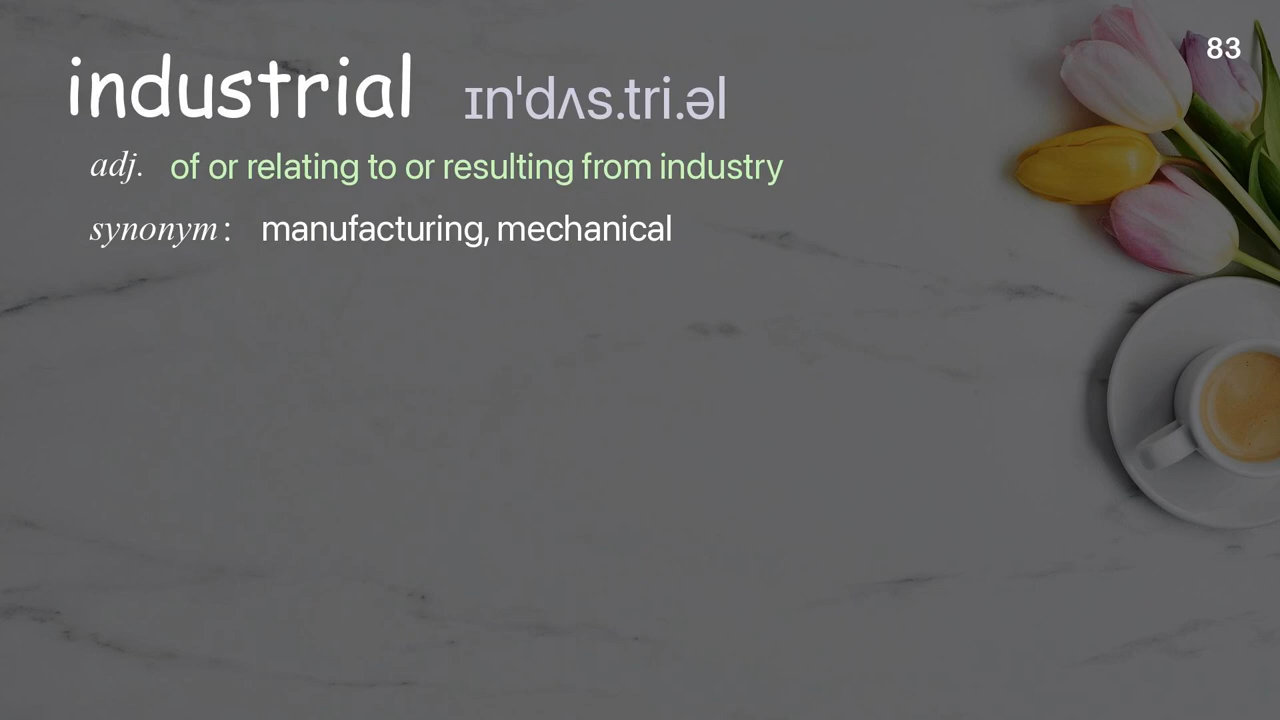 83
industrial ɪnˈdʌs.tri.əl
adj. of or relating to or resulting from industry
synonym: manufacturing, mechanical